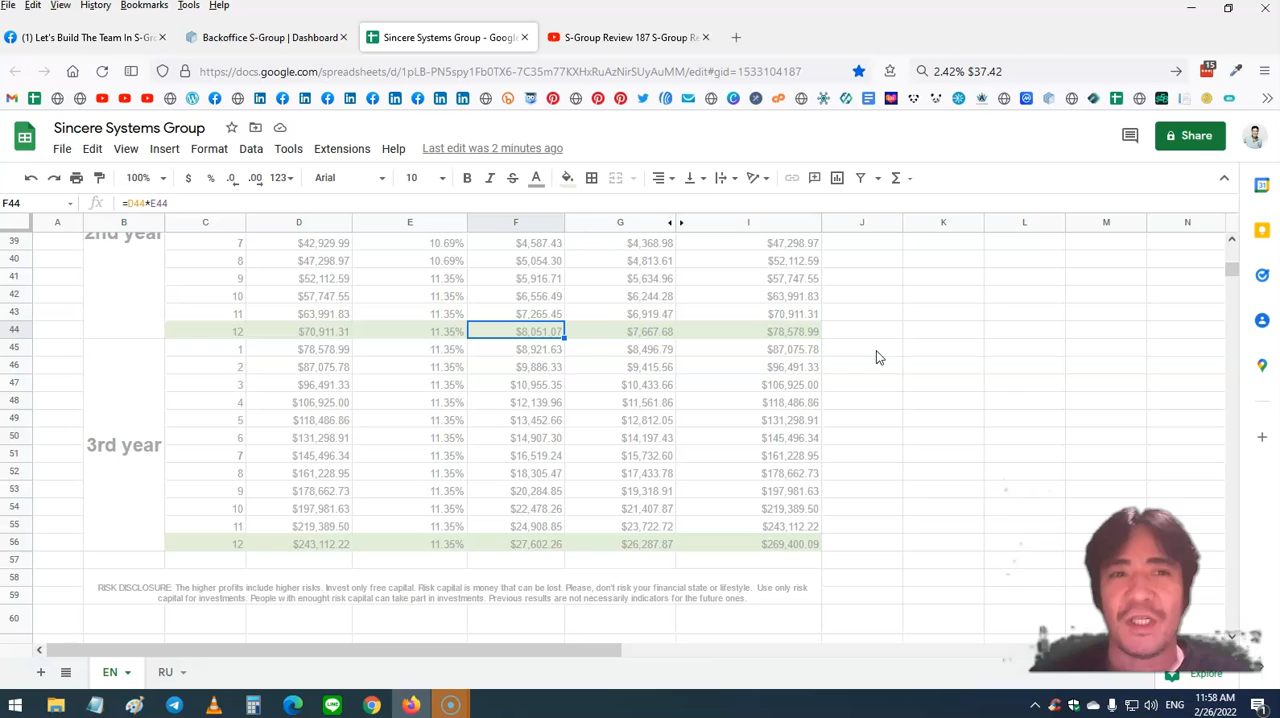 File Edit View History Bookmarks Tools Help
(1) Let's Build The Team In S-Gr
Backoffice S-Group | Dashboard
Sincere Systems Group - Google
S-Group Review 187 S-Group Re
https://docs.google.com/spreadsheets/d/1pLB-PN5spy1Fb0TX6-7C35m77KXHxRuAzNirSUyAuMM/edit#gid=1533104187
2.42% $37.42
15
Sincere Systems Group
Share
File Edit View Insert Format Data Tools Extensions Help Last edit was 2 minutes ago
100% $ % .0 .00 123 Arial 10 B I S A
F44 fx =D44*E44
A B C D E F G I J K L M N
39 2nd year 7 $42,929.99 10.69% $4,587.43 $4,368.98 $47,298.97
40 8 $47,298.97 10.69% $5,054.30 $4,813.61 $52,112.59
41 9 $52,112.59 11.35% $5,916.71 $5,634.96 $57,747.55
42 10 $57,747.55 11.35% $6,556.49 $6,244.28 $63,991.83
43 11 $63,991.83 11.35% $7,265.45 $6,919.47 $70,911.31
44 12 $70,911.31 11.35% $8,051.07 $7,667.68 $78,578.99
45 1 $78,578.99 11.35% $8,921.63 $8,496.79 $87,075.78
46 2 $87,075.78 11.35% $9,886.33 $9,415.56 $96,491.33
47 3 $96,491.33 11.35% $10,955.35 $10,433.66 $106,925.00
48 4 $106,925.00 11.35% $12,139.96 $11,561.86 $118,486.86
49 5 $118,486.86 11.35% $13,452.66 $12,812.05 $131,298.91
50 3rd year 6 $131,298.91 11.35% $14,907.30 $14,197.43 $145,496.34
51 7 $145,496.34 11.35% $16,519.24 $15,732.60 $161,228.95
52 8 $161,228.95 11.35% $18,305.47 $17,433.78 $178,662.73
53 9 $178,662.73 11.35% $20,284.85 $19,318.91 $197,981.63
54 10 $197,981.63 11.35% $22,478.26 $21,407.87 $219,389.50
55 11 $219,389.50 11.35% $24,908.85 $23,722.72 $243,112.22
56 12 $243,112.22 11.35% $27,602.26 $26,287.87 $269,400.09
57
58 RISK DISCLOSURE: The higher profits include higher risks. Invest only free capital. Risk capital is money that can be lost. Please, don't risk your financial state or lifestyle. Use only risk
59 capital for investments. People with enought risk capital can take part in investments. Previous results are not necessarily indicators for the future ones.
60
EN RU Explore
ENG 11:58 AM
2/26/2022